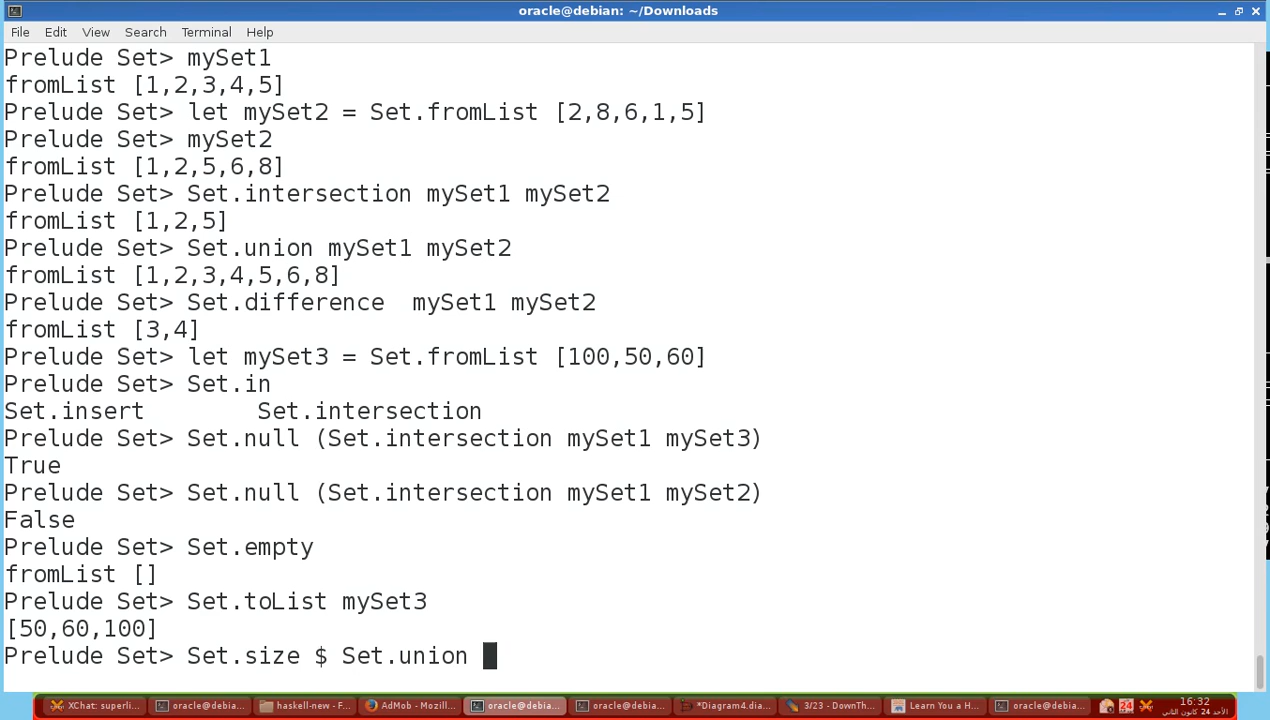 oracle@debian: ~/Downloads
File Edit View Search Terminal Help
Prelude Set> mySet1
fromList [1,2,3,4,5]
Prelude Set> let mySet2 = Set.fromList [2,8,6,1,5]
Prelude Set> mySet2
fromList [1,2,5,6,8]
Prelude Set> Set.intersection mySet1 mySet2
fromList [1,2,5]
Prelude Set> Set.union mySet1 mySet2
fromList [1,2,3,4,5,6,8]
Prelude Set> Set.difference  mySet1 mySet2
fromList [3,4]
Prelude Set> let mySet3 = Set.fromList [100,50,60]
Prelude Set> Set.in
Set.insert        Set.intersection
Prelude Set> Set.null (Set.intersection mySet1 mySet3)
True
Prelude Set> Set.null (Set.intersection mySet1 mySet2)
False
Prelude Set> Set.empty
fromList []
Prelude Set> Set.toList mySet3
[50,60,100]
Prelude Set> Set.size $ Set.union
XChat: superli... oracle@debia... haskell-new - F... AdMob - Mozill... oracle@debia... oracle@debia... *Diagram4.dia... 3/23 - DownTh... Learn You a H... oracle@debia... 24 16:32
الأحد 24 كانون الثاني